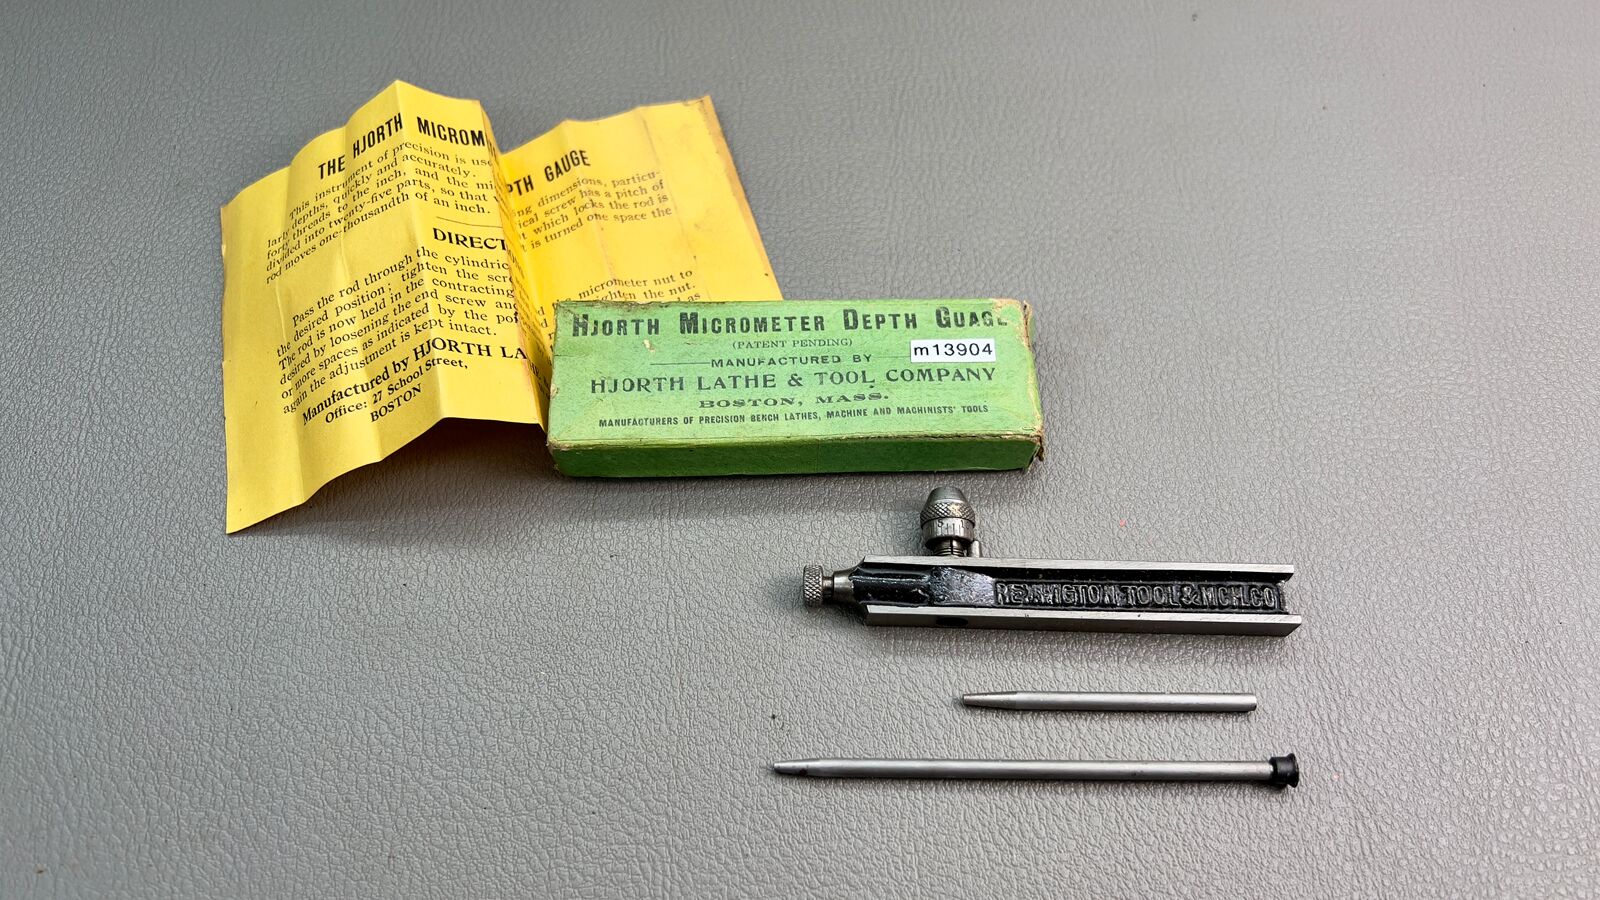 THE HJORTH MICROM PTH GAUGE
This instrument of precision is use ng dimensions, particu-
larly depths, quickly and accurately. ical screw has a pitch of
forty threads to the inch, and the mi t which locks the rod is
divided into twenty-five parts, so that w is turned one space the
rod moves one-thousandth of an inch.
DIRECT
Pass the rod through the cylindric micrometer nut to
the desired position; tighten the scre ighten the nut.
The rod is now held in the contracting as
desired by loosening the end screw an
or more spaces as indicated by the po
again the adjustment is kept intact.
Manufactured by HJORTH LA
Office: 27 School Street,
BOSTON
HJORTH MICROMETER DEPTH GUAGE
(PATENT PENDING)
MANUFACTURED BY
m13904
HJORTH LATHE & TOOL COMPANY
BOSTON, MASS.
MANUFACTURERS OF PRECISION BENCH LATHES, MACHINE AND MACHINISTS' TOOLS
REMINGTON TOOL & MCH. CO